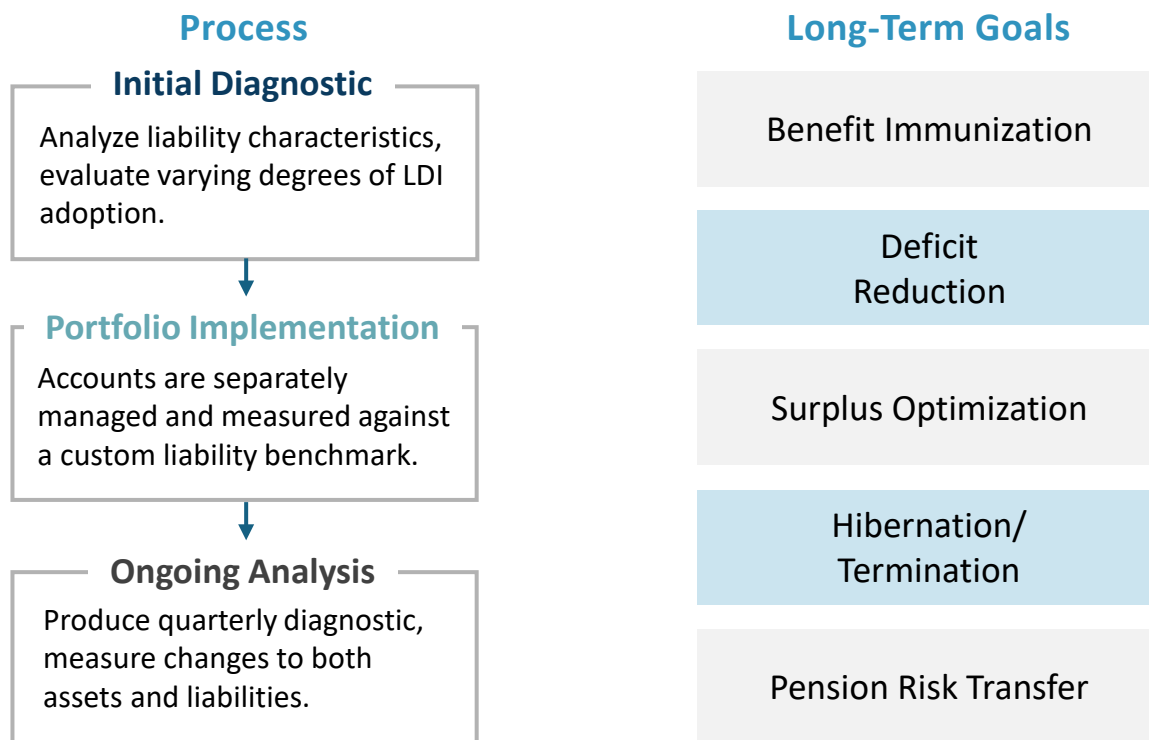 Process
Initial Diagnostic
Analyze liability characteristics,
evaluate varying degrees of LDI
adoption.
Portfolio Implementation
Accounts are separately
managed and measured against
a custom liability benchmark.
Ongoing Analysis
Produce quarterly diagnostic,
measure changes to both
assets and liabilities.
Long-Term Goals
Benefit Immunization
Deficit
Reduction
Surplus Optimization
Hibernation/
Termination
Pension Risk Transfer